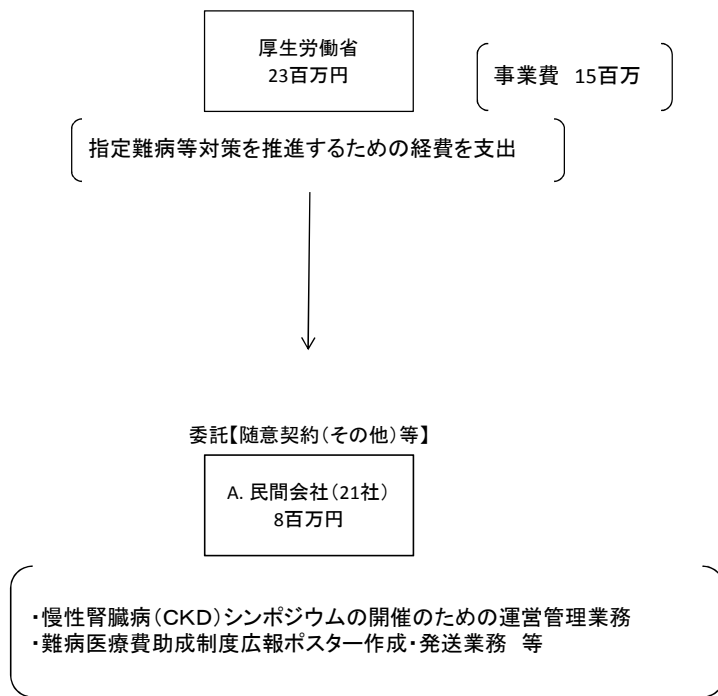 厚生労働省
23百万円
事業費 15百万
指定難病等対策を推進するための経費を支出
委託【随意契約(その他)等】
A. 民間会社(21社)
8百万円
・慢性腎臓病(CKD)シンポジウムの開催のための運営管理業務
・難病医療費助成制度広報ポスター作成・発送業務 等